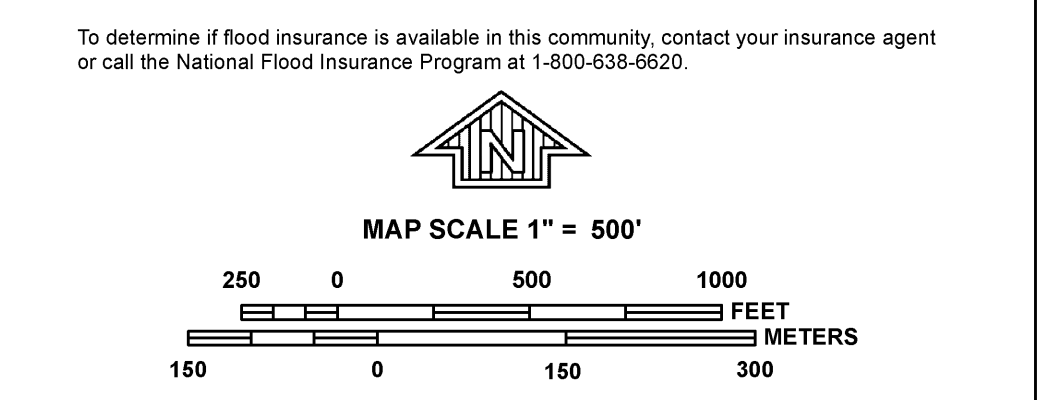 To determine if flood insurance is available in this community, contact your insurance agent
or call the National Flood Insurance Program at 1-800-638-6620.
N
MAP SCALE 1" = 500'
250 0 500 1000
FEET
METERS
150 0 150 300